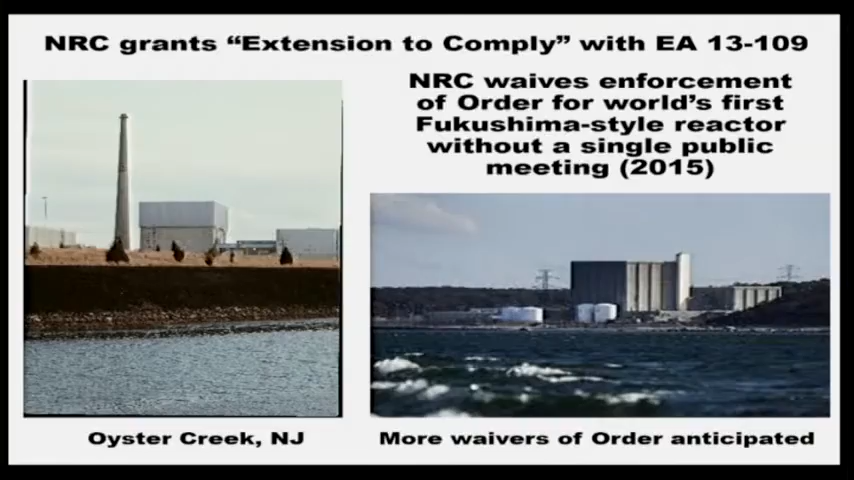 NRC grants “Extension to Comply” with EA 13-109
NRC waives enforcement
of Order for world’s first
Fukushima-style reactor
without a single public
meeting (2015)
Oyster Creek, NJ
More waivers of Order anticipated